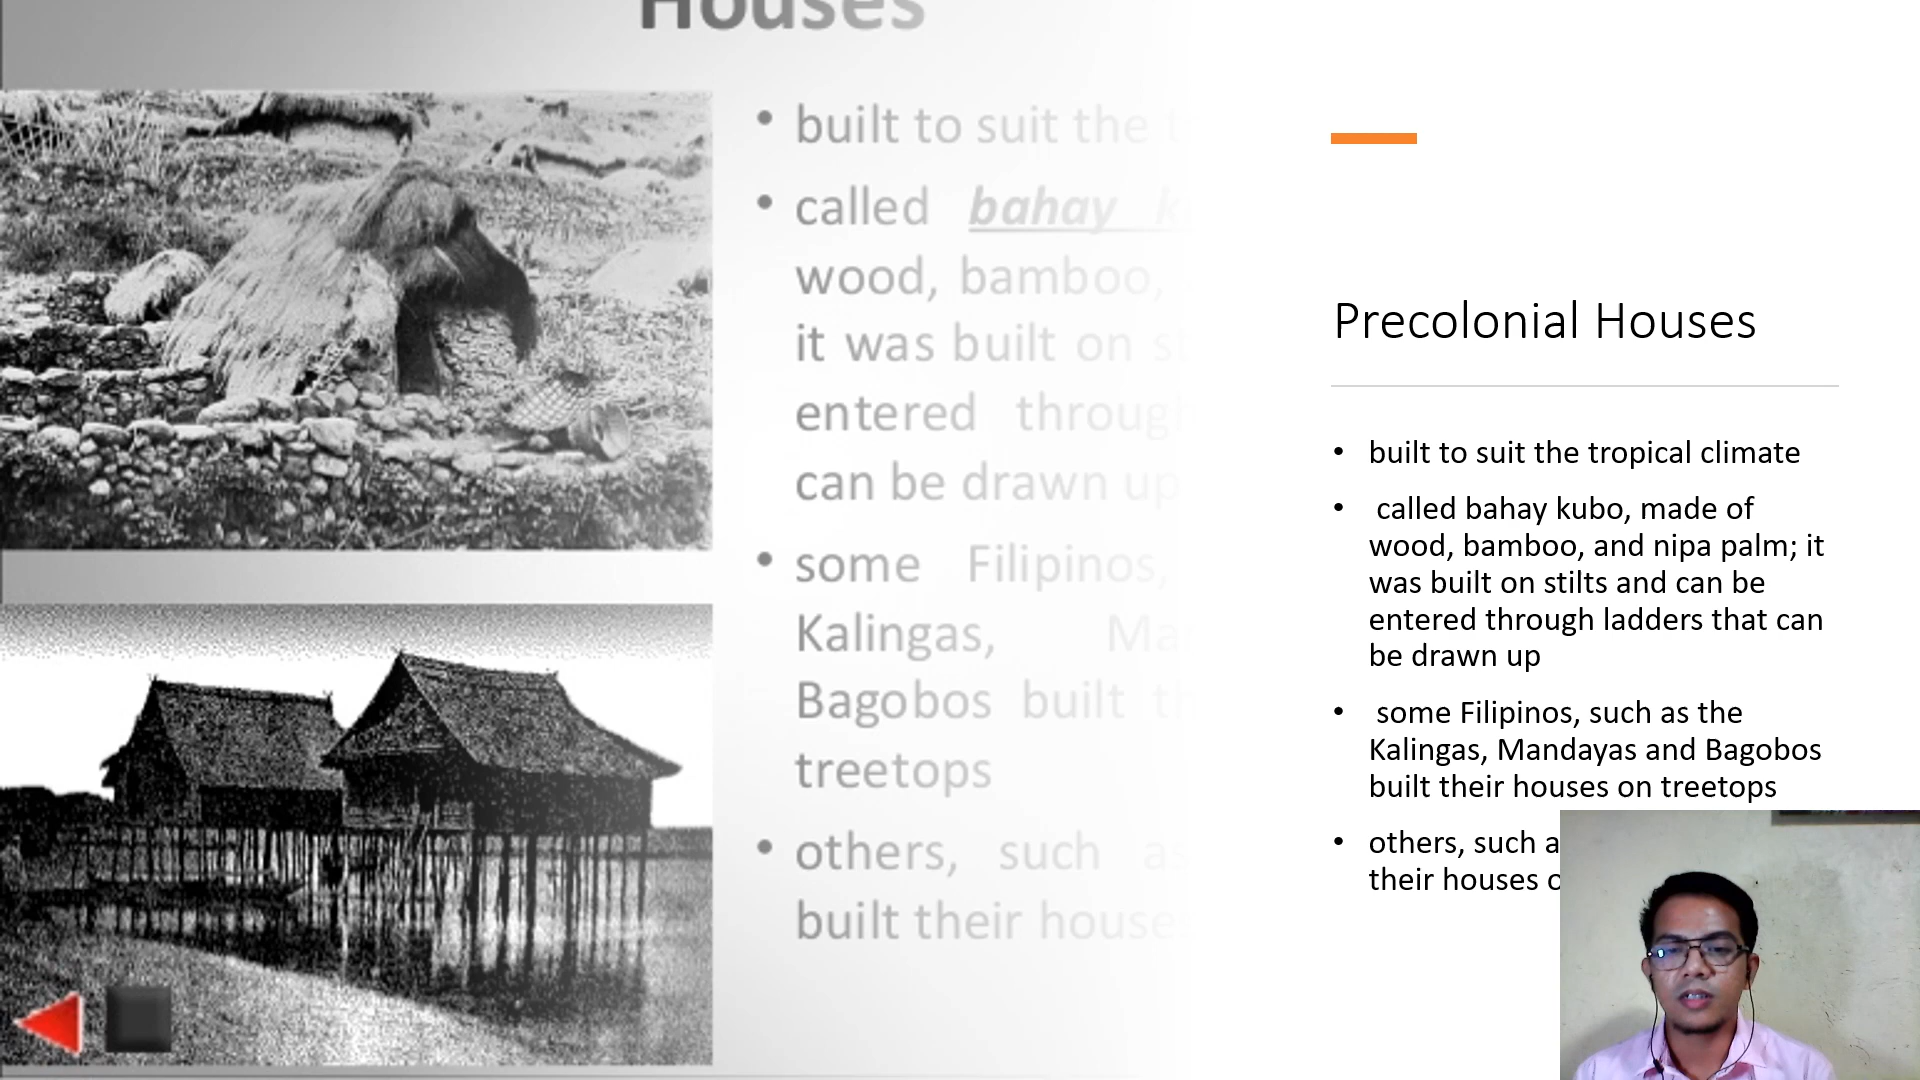 Houses
• built to suit the
• called bahay
wood, bamboo,
it was built on
entered through
can be drawn up
• some Filipinos,
Kalingas,
Bagobos built
treetops
• others, such as
built their house
Precolonial Houses
• built to suit the tropical climate
• called bahay kubo, made of
wood, bamboo, and nipa palm; it
was built on stilts and can be
entered through ladders that can
be drawn up
• some Filipinos, such as the
Kalingas, Mandayas and Bagobos
built their houses on treetops
• others, such a
their houses